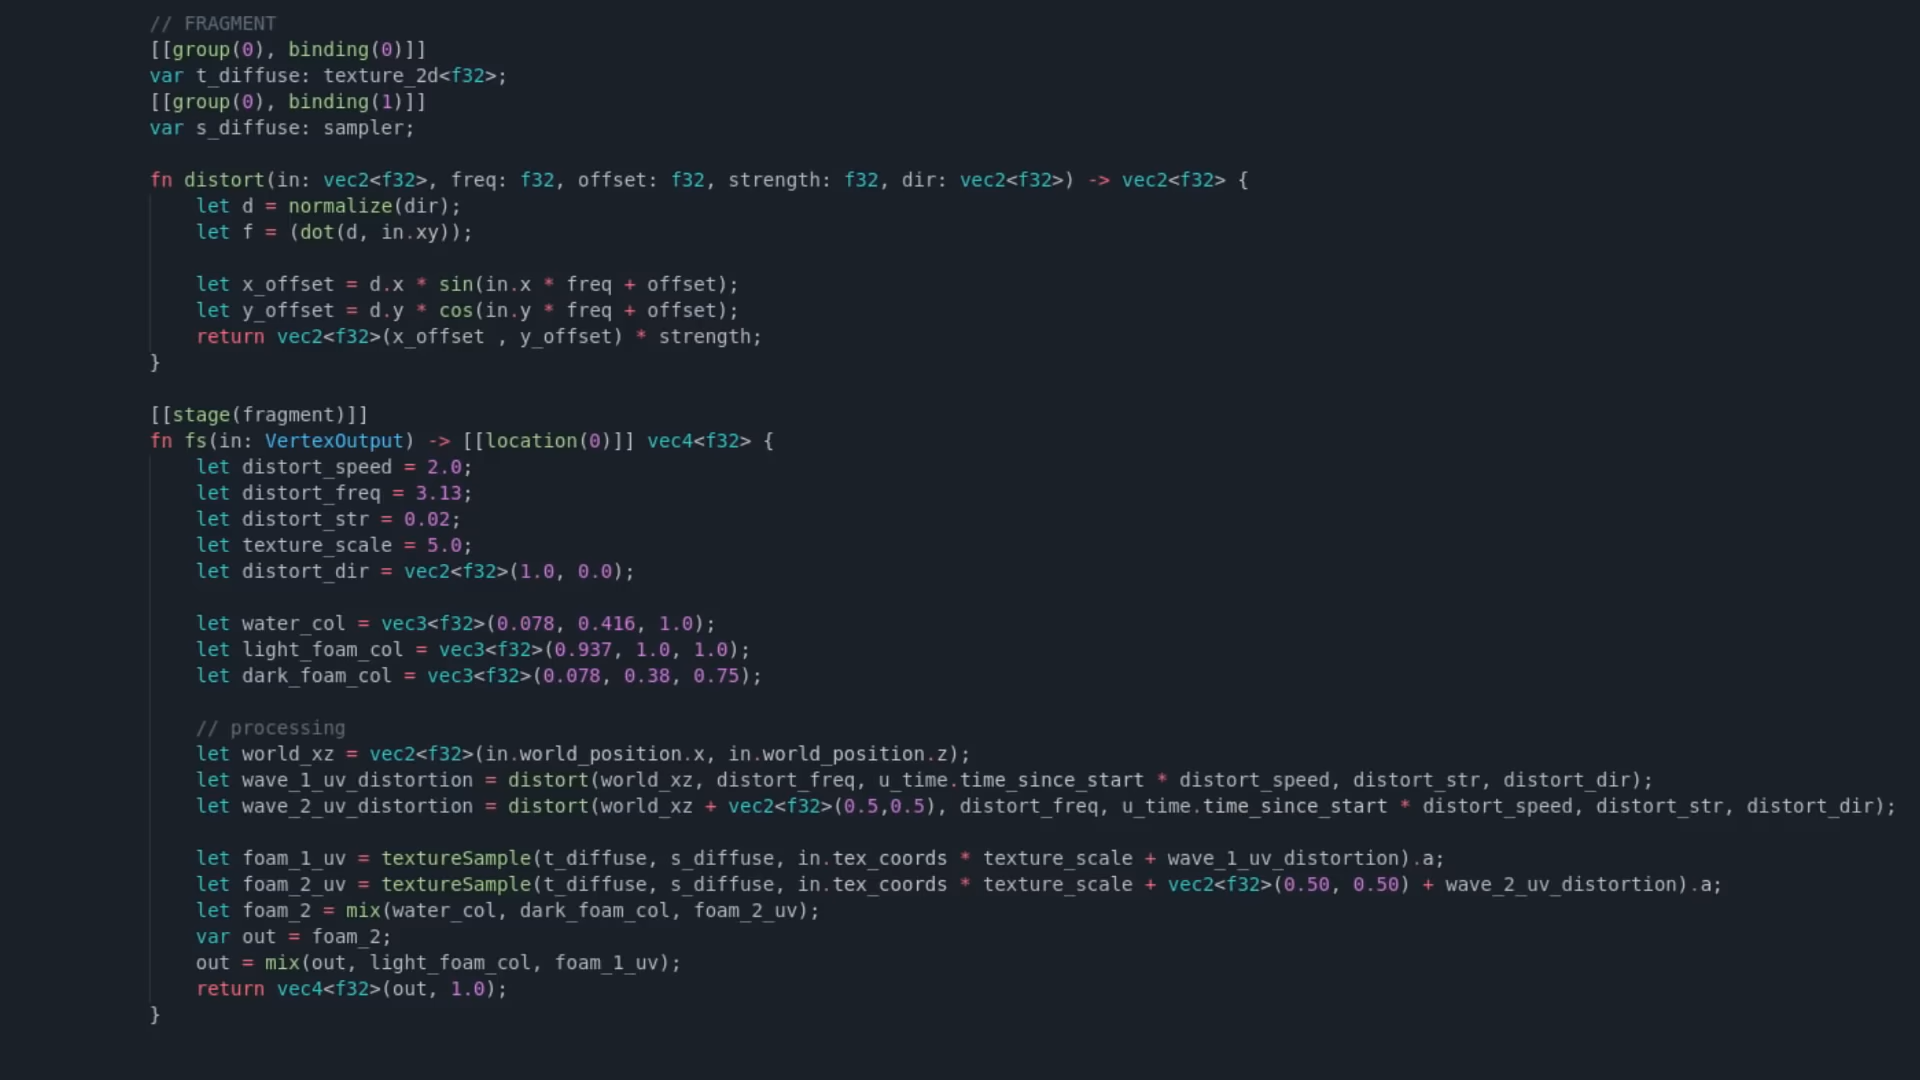 // FRAGMENT
[[group(0), binding(0)]]
var t_diffuse: texture_2d<f32>;
[[group(0), binding(1)]]
var s_diffuse: sampler;
fn distort(in: vec2<f32>, freq: f32, offset: f32, strength: f32, dir: vec2<f32>) -> vec2<f32> {
    let d = normalize(dir);
    let f = (dot(d, in.xy));
    let x_offset = d.x * sin(in.x * freq + offset);
    let y_offset = d.y * cos(in.y * freq + offset);
    return vec2<f32>(x_offset , y_offset) * strength;
}
[[stage(fragment)]]
fn fs(in: VertexOutput) -> [[location(0)]] vec4<f32> {
    let distort_speed = 2.0;
    let distort_freq = 3.13;
    let distort_str = 0.02;
    let texture_scale = 5.0;
    let distort_dir = vec2<f32>(1.0, 0.0);
    let water_col = vec3<f32>(0.078, 0.416, 1.0);
    let light_foam_col = vec3<f32>(0.937, 1.0, 1.0);
    let dark_foam_col = vec3<f32>(0.078, 0.38, 0.75);
    // processing
    let world_xz = vec2<f32>(in.world_position.x, in.world_position.z);
    let wave_1_uv_distortion = distort(world_xz, distort_freq, u_time.time_since_start * distort_speed, distort_str, distort_dir);
    let wave_2_uv_distortion = distort(world_xz + vec2<f32>(0.5,0.5), distort_freq, u_time.time_since_start * distort_speed, distort_str, distort_dir);
    let foam_1_uv = textureSample(t_diffuse, s_diffuse, in.tex_coords * texture_scale + wave_1_uv_distortion).a;
    let foam_2_uv = textureSample(t_diffuse, s_diffuse, in.tex_coords * texture_scale + vec2<f32>(0.50, 0.50) + wave_2_uv_distortion).a;
    let foam_2 = mix(water_col, dark_foam_col, foam_2_uv);
    var out = foam_2;
    out = mix(out, light_foam_col, foam_1_uv);
    return vec4<f32>(out, 1.0);
}